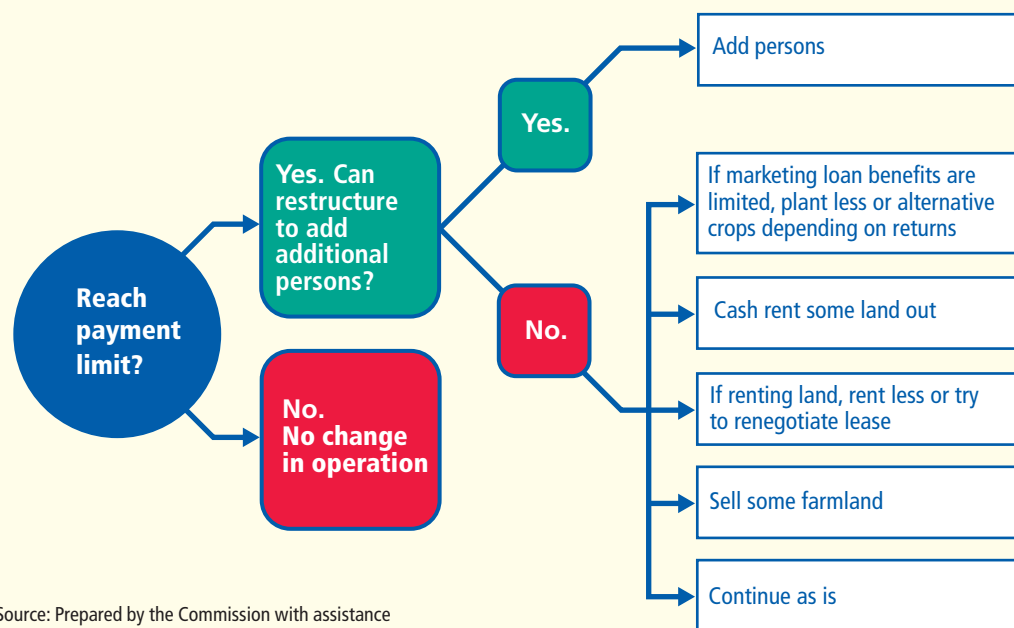 Reach
payment
limit?
Yes. Can
restructure
to add
additional
persons?
No.
No change
in operation
Yes.
No.
Add persons
If marketing loan benefits are
limited, plant less or alternative
crops depending on returns
Cash rent some land out
If renting land, rent less or try
to renegotiate lease
Sell some farmland
Continue as is
Source: Prepared by the Commission with assistance